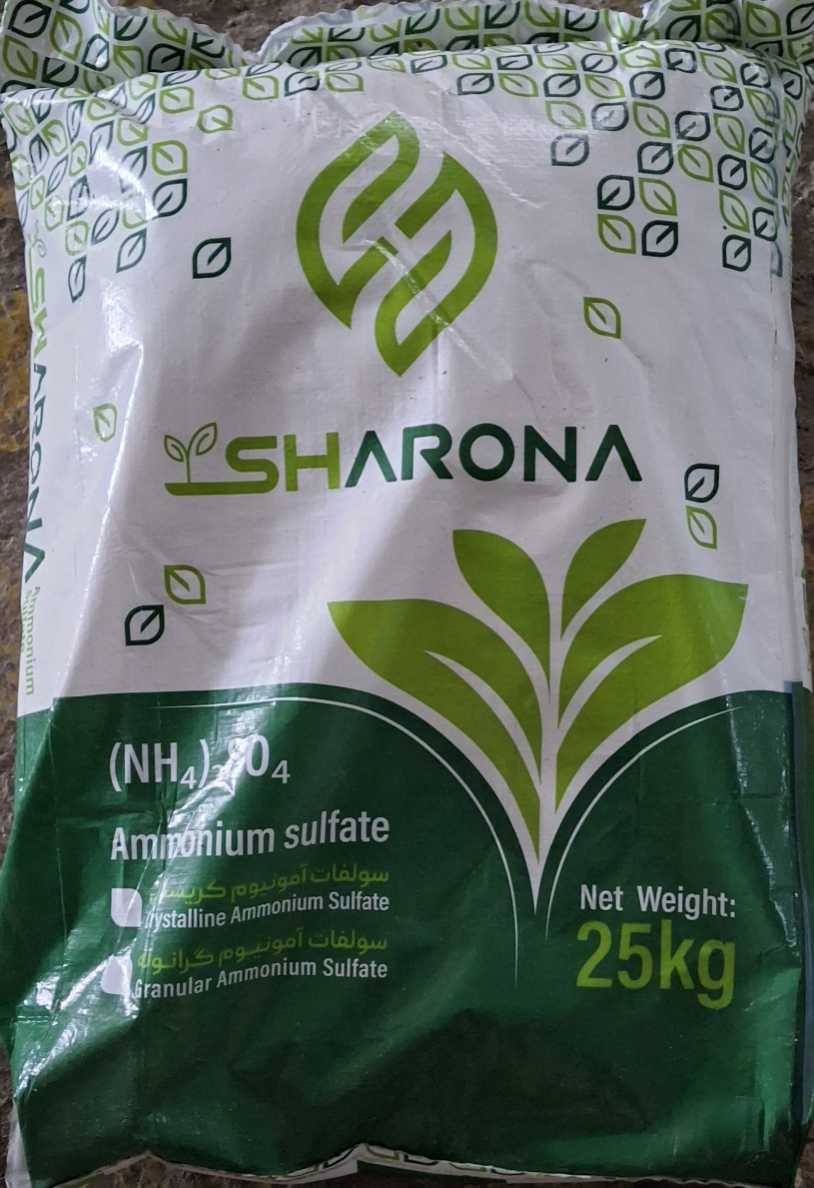 SHARONA
(NH₄)₂SO₄
Ammonium sulfate
سولفات آمونیوم کریستال
Crystalline Ammonium Sulfate
سولفات آمونیوم گرانوله
Granular Ammonium Sulfate
Net Weight:
25kg
SHARONA
Ammonium